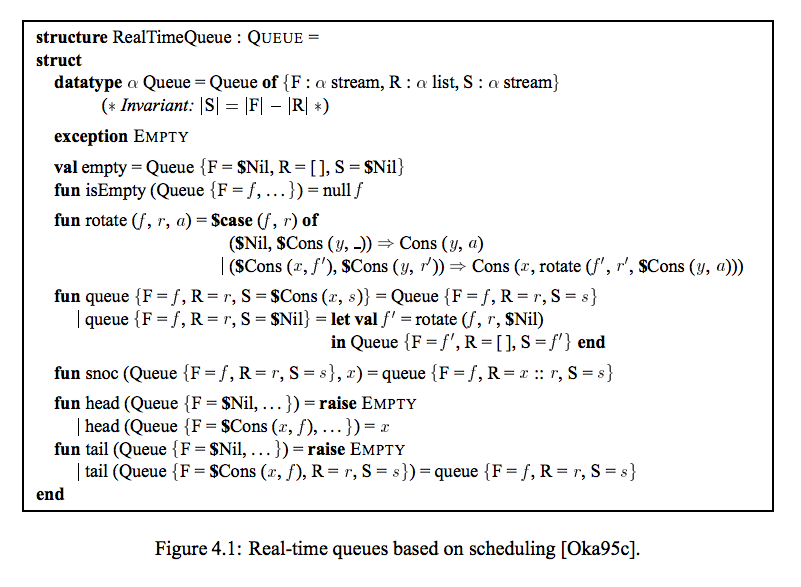 structure RealTimeQueue : QUEUE =
struct
datatype α Queue = Queue of {F : α stream, R : α list, S : α stream}
(∗ Invariant: |S| = |F| − |R| ∗)
exception EMPTY
val empty = Queue {F = $Nil, R = [ ], S = $Nil}
fun isEmpty (Queue {F = f, . . . }) = null f
fun rotate (f, r, a) = $case (f, r) of
($Nil, $Cons (y, _)) ⇒ Cons (y, a)
| ($Cons (x, f′), $Cons (y, r′)) ⇒ Cons (x, rotate (f′, r′, $Cons (y, a)))
fun queue {F = f, R = r, S = $Cons (x, s)} = Queue {F = f, R = r, S = s}
| queue {F = f, R = r, S = $Nil} = let val f′ = rotate (f, r, $Nil)
in Queue {F = f′, R = [ ], S = f′} end
fun snoc (Queue {F = f, R = r, S = s}, x) = queue {F = f, R = x :: r, S = s}
fun head (Queue {F = $Nil, . . . }) = raise EMPTY
| head (Queue {F = $Cons (x, f), . . . }) = x
fun tail (Queue {F = $Nil, . . . }) = raise EMPTY
| tail (Queue {F = $Cons (x, f), R = r, S = s}) = queue {F = f, R = r, S = s}
end
Figure 4.1: Real-time queues based on scheduling [Oka95c].